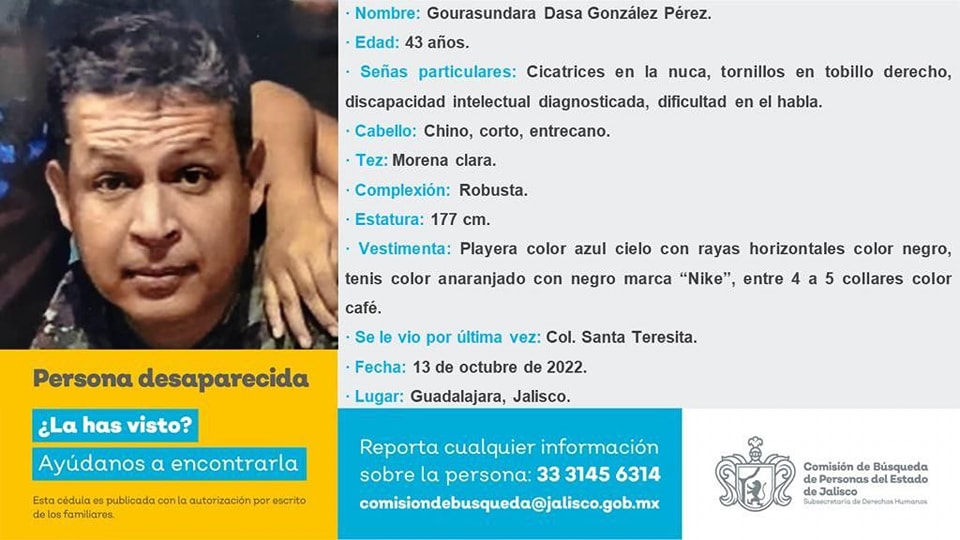 · Nombre: Gourasundara Dasa González Pérez.
· Edad: 43 años.
· Señas particulares: Cicatrices en la nuca, tornillos en tobillo derecho,
discapacidad intelectual diagnosticada, dificultad en el habla.
· Cabello: Chino, corto, entrecano.
· Tez: Morena clara.
· Complexión: Robusta.
· Estatura: 177 cm.
· Vestimenta: Playera color azul cielo con rayas horizontales color negro,
tenis color anaranjado con negro marca “Nike”, entre 4 a 5 collares color
café.
· Se le vio por última vez: Col. Santa Teresita.
· Fecha: 13 de octubre de 2022.
· Lugar: Guadalajara, Jalisco.
Persona desaparecida
¿La has visto?
Ayúdanos a encontrarla
Esta cédula es publicada con la autorización por escrito
de los familiares.
Reporta cualquier información
sobre la persona: 33 3145 6314
comisiondebusqueda@jalisco.gob.mx
Comisión de Búsqueda
de Personas del Estado
de Jalisco
Subsecretaría de Derechos Humanos